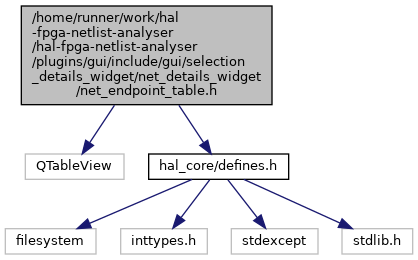 /home/runner/work/hal
-fpga-netlist-analyser
/hal-fpga-netlist-analyser
/plugins/gui/include/gui/selection
_details_widget/net_details_widget
/net_endpoint_table.h
QTableView
hal_core/defines.h
filesystem
inttypes.h
stdexcept
stdlib.h